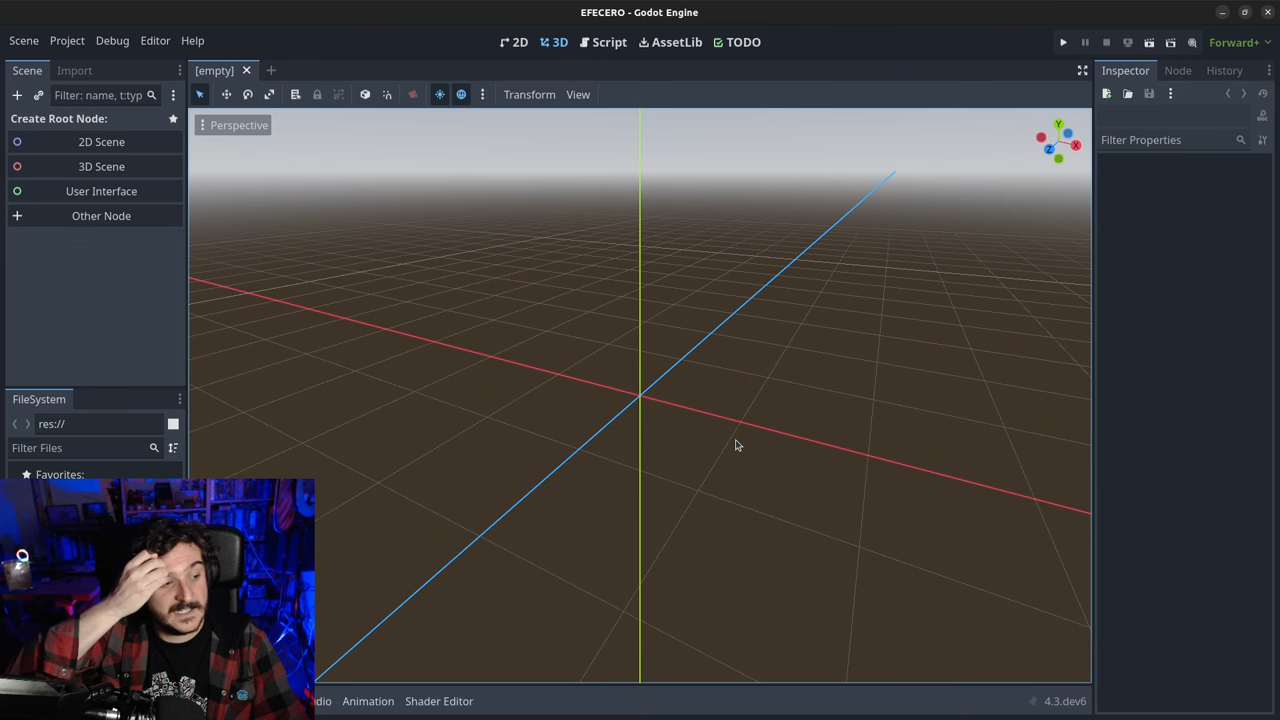 EFECERO - Godot Engine
Scene Project Debug Editor Help
2D 3D Script AssetLib TODO
Forward+
Scene Import
[empty]
Inspector Node History
Filter: name, t:typ
Transform View
Create Root Node:
Perspective
Y
X
Z
2D Scene
3D Scene
User Interface
Other Node
Filter Properties
FileSystem
res://
Filter Files
Favorites:
dio Animation Shader Editor
4.3.dev6